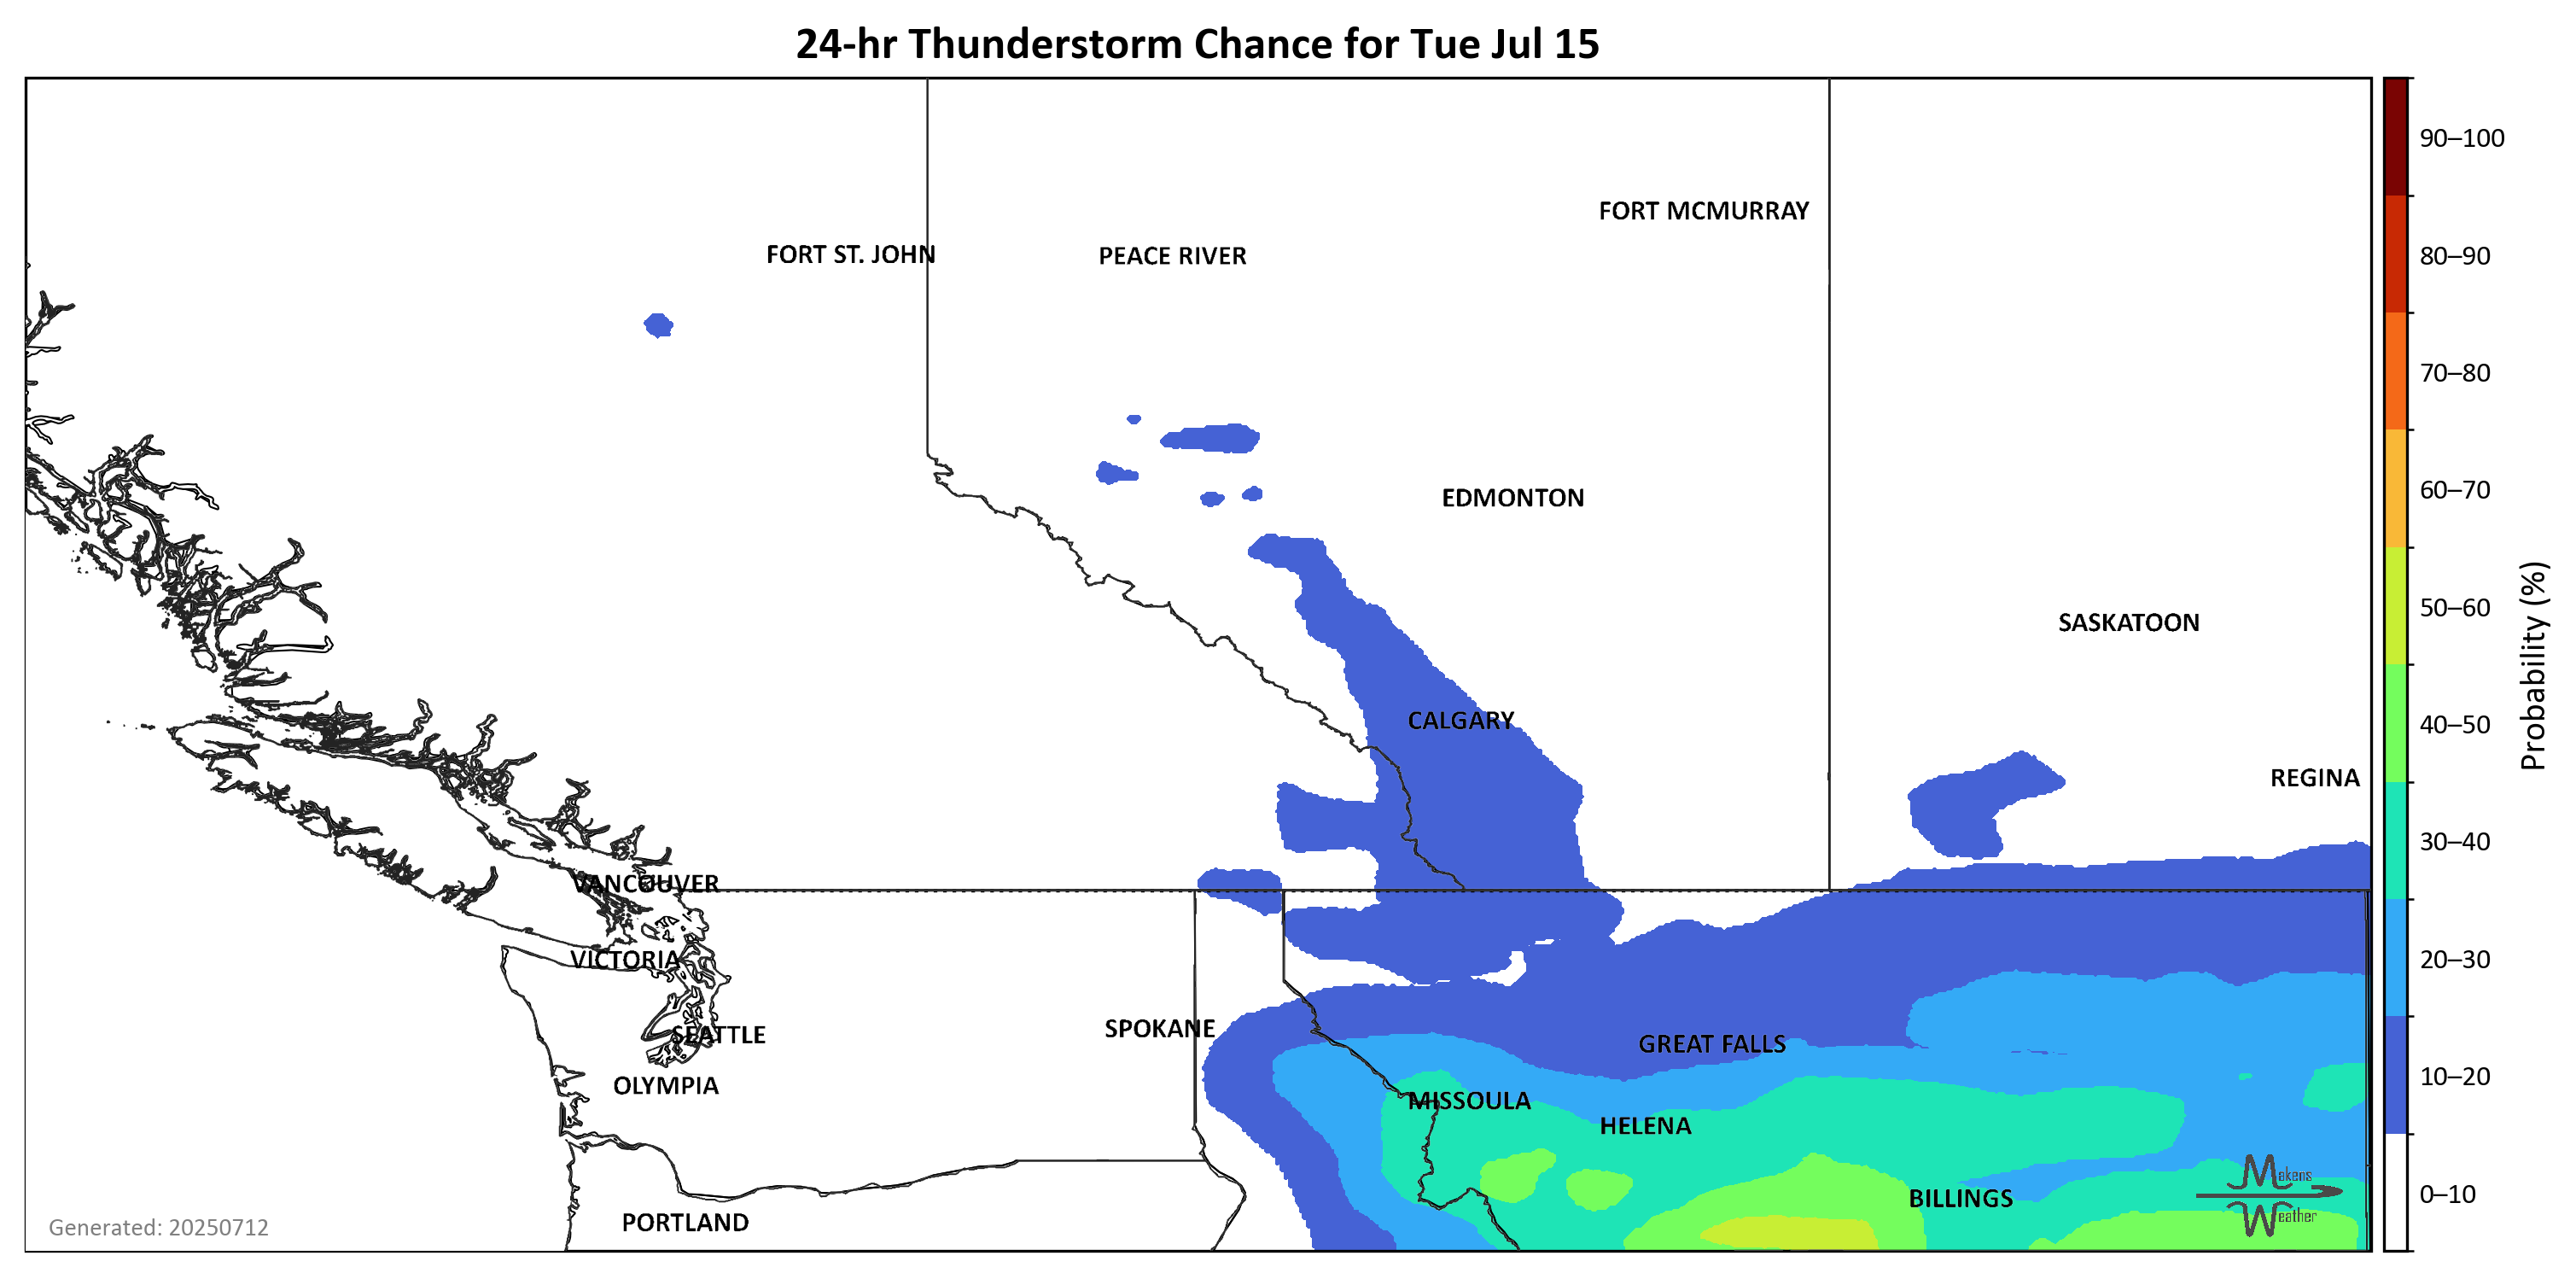 24-hr Thunderstorm Chance for Tue Jul 15
90–100
FORT MCMURRAY
FORT ST. JOHN
PEACE RIVER
80–90
70–80
EDMONTON
60–70
SASKATOON
50–60
CALGARY
40–50
Probability (%)
REGINA
30–40
VANCOUVER
VICTORIA
20–30
SPOKANE
SEATTLE
GREAT FALLS
OLYMPIA
MISSOULA
10–20
HELENA
Makens
Weather
BILLINGS
0–10
PORTLAND
Generated: 20250712